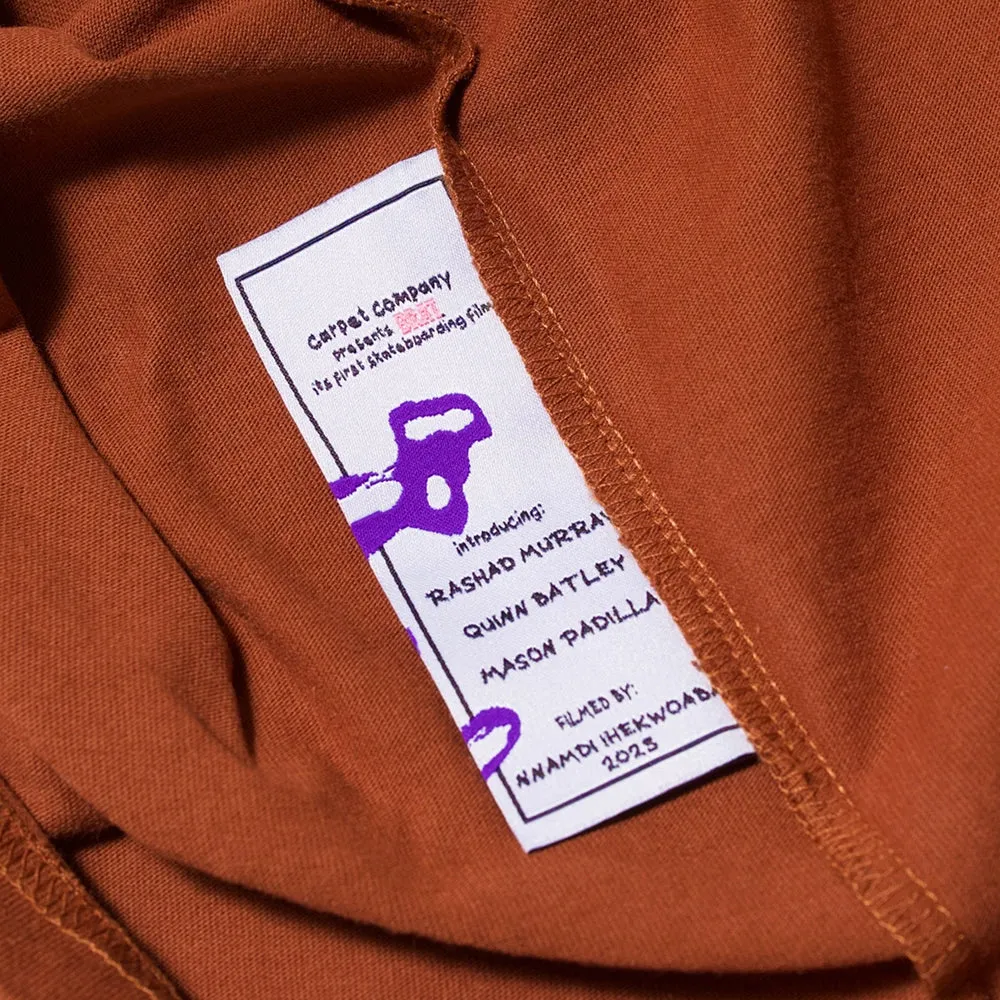 Carpet Company
presents BRAT
its first skateboarding film
introducing:
RASHAD MURRAY
QUINN BATLEY
MASON PADILLA
FILMED BY:
NNAMDI IHEKWOABA
2023